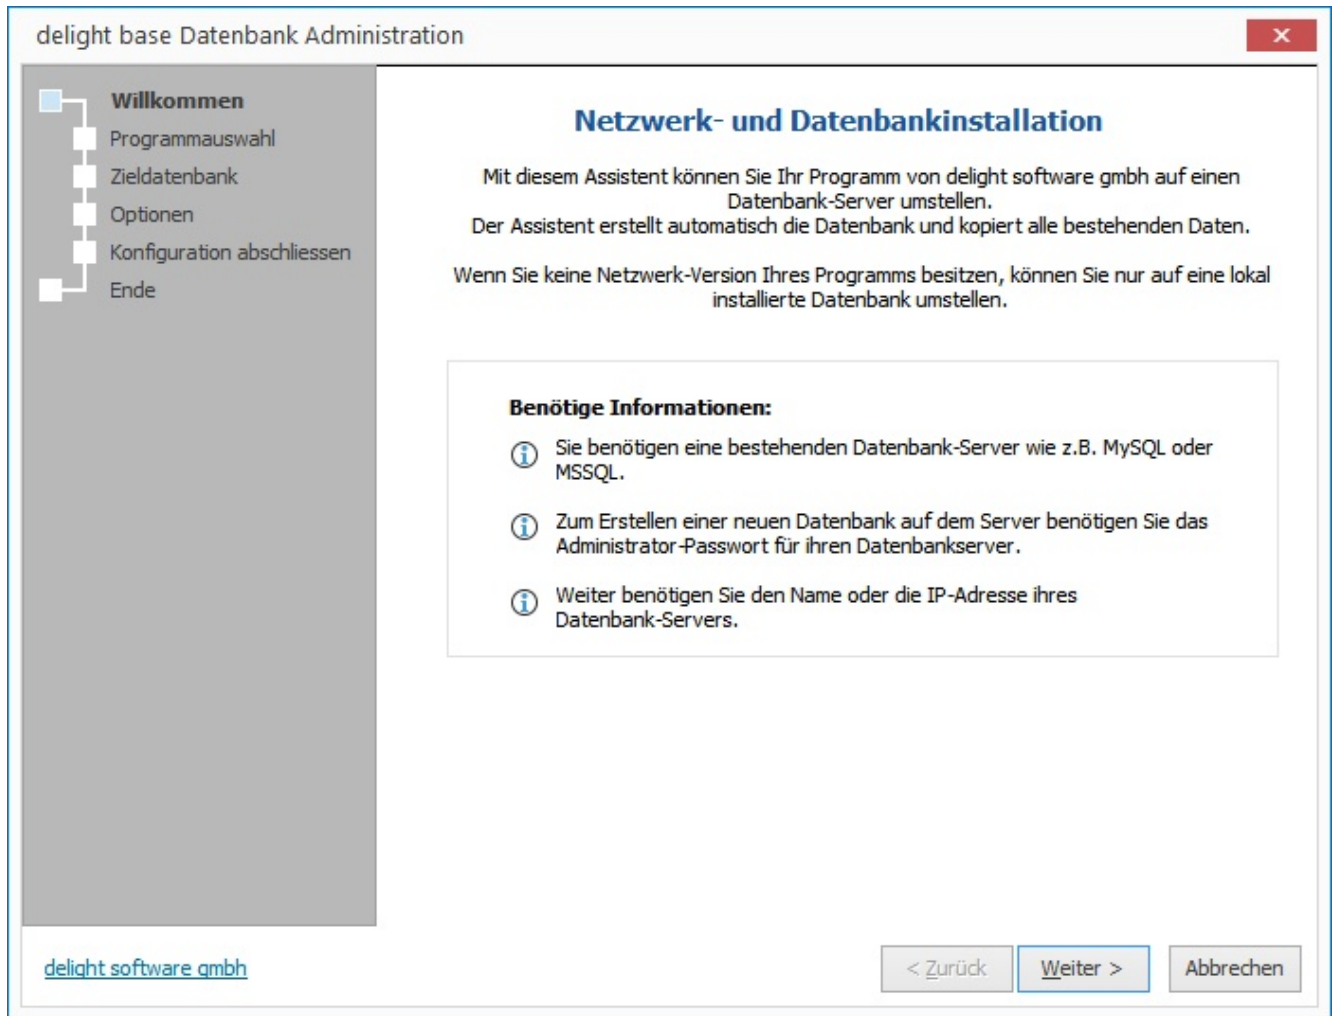 delight base Datenbank Administration
Willkommen
Programmauswahl
Zieldatenbank
Optionen
Konfiguration abschliessen
Ende
Netzwerk- und Datenbankinstallation
Mit diesem Assistent können Sie Ihr Programm von delight software gmbh auf einen
Datenbank-Server umstellen.
Der Assistent erstellt automatisch die Datenbank und kopiert alle bestehenden Daten.
Wenn Sie keine Netzwerk-Version Ihres Programms besitzen, können Sie nur auf eine lokal
installierte Datenbank umstellen.
Benötige Informationen:
Sie benötigen eine bestehenden Datenbank-Server wie z.B. MySQL oder
MSSQL.
Zum Erstellen einer neuen Datenbank auf dem Server benötigen Sie das
Administrator-Passwort für ihren Datenbankserver.
Weiter benötigen Sie den Name oder die IP-Adresse ihres
Datenbank-Servers.
delight software gmbh
< Zurück
Weiter >
Abbrechen